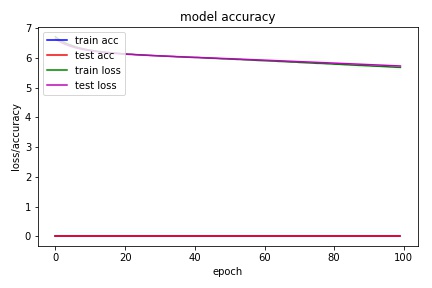 model accuracy
7
6
5
4
3
2
1
0
loss/accuracy
train acc
test acc
train loss
test loss
0
20
40
60
80
100
epoch